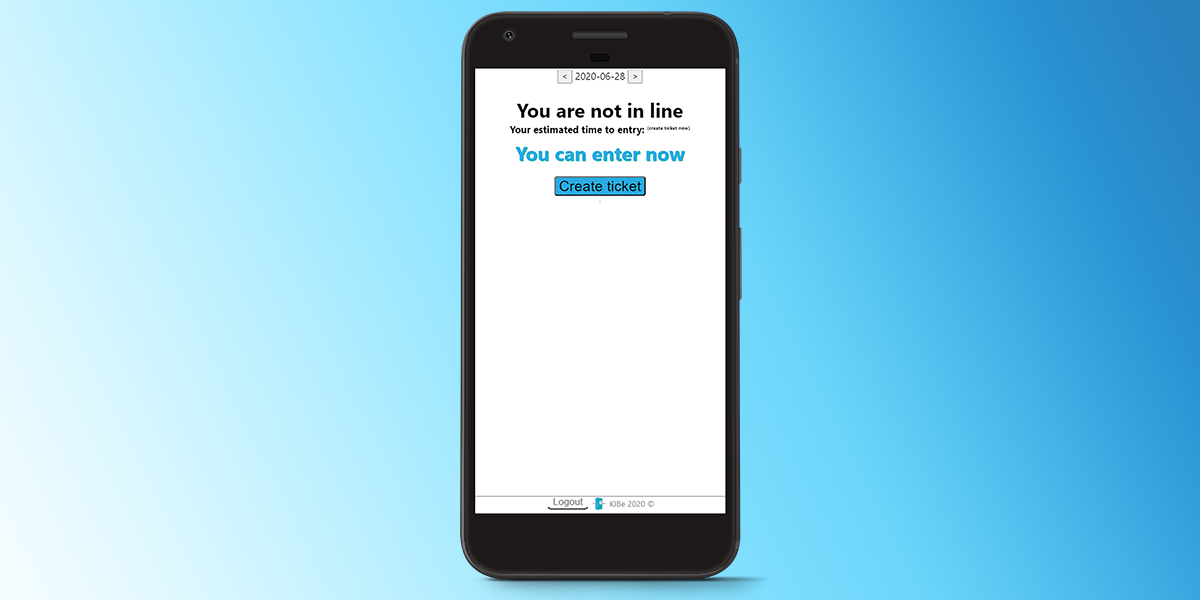 < 2020-06-28 >
You are not in line
Your estimated time to entry: (create ticket now)
You can enter now
Create ticket
Logout KIBe 2020 ©